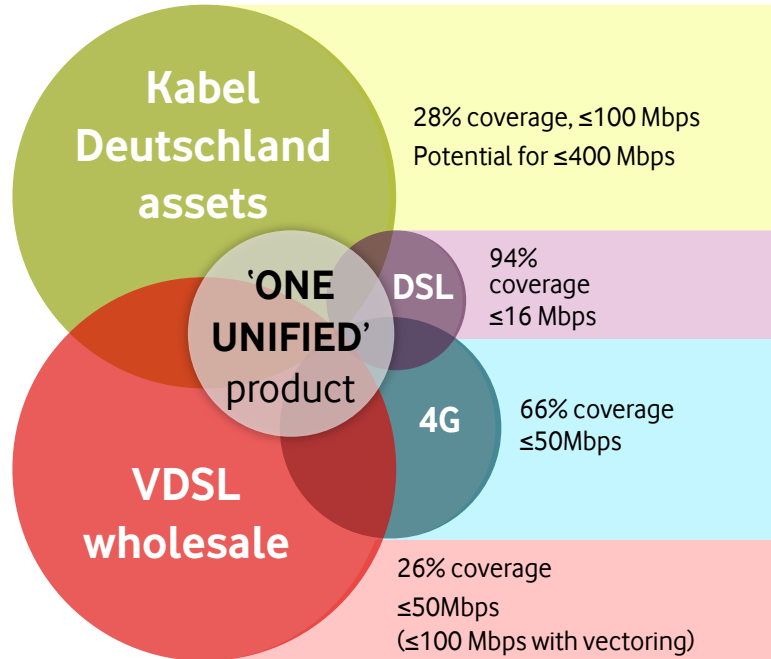 Kabel
Deutschland
assets
28% coverage, ≤100 Mbps
Potential for ≤400 Mbps
‘ONE
UNIFIED’
product
DSL
94%
coverage
≤16 Mbps
4G
66% coverage
≤50Mbps
VDSL
wholesale
26% coverage
≤50Mbps
(≤100 Mbps with vectoring)